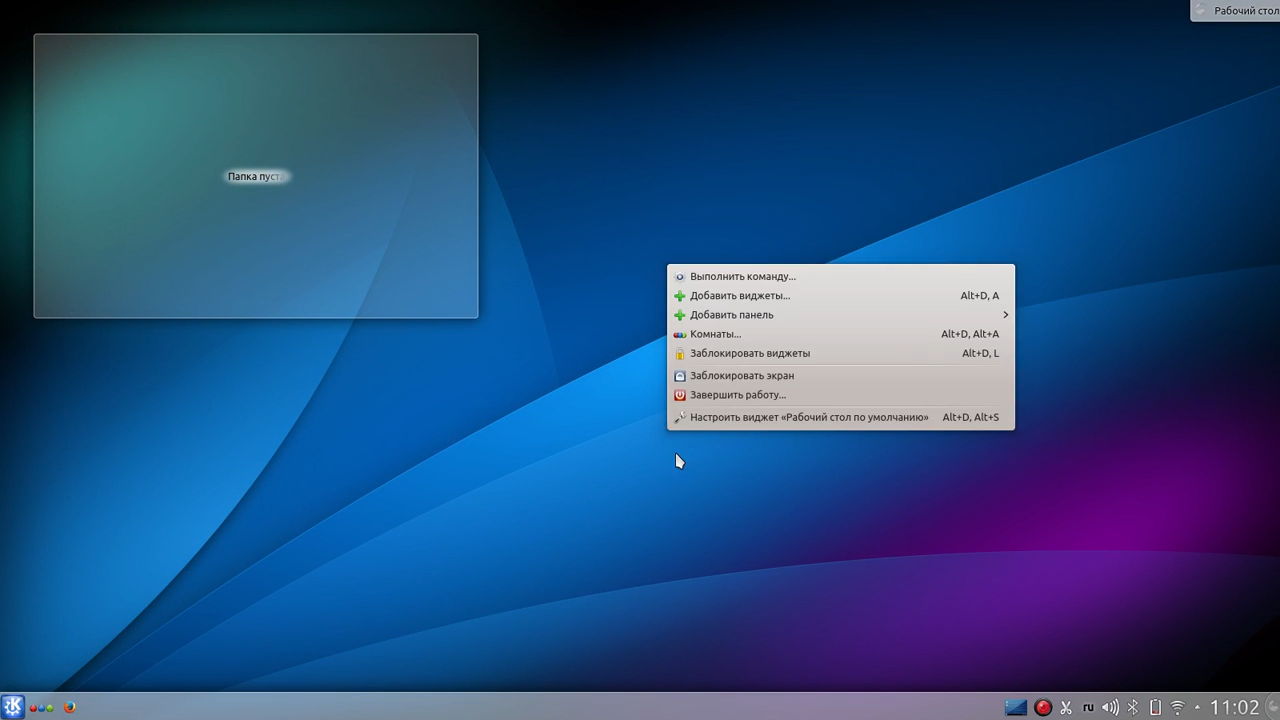 Рабочий стол
Папка пуста
Выполнить команду...
Добавить виджеты... Alt+D, A
Добавить панель
Комнаты... Alt+D, Alt+A
Заблокировать виджеты Alt+D, L
Заблокировать экран
Завершить работу...
Настроить виджет «Рабочий стол по умолчанию» Alt+D, Alt+S
ru 11:02